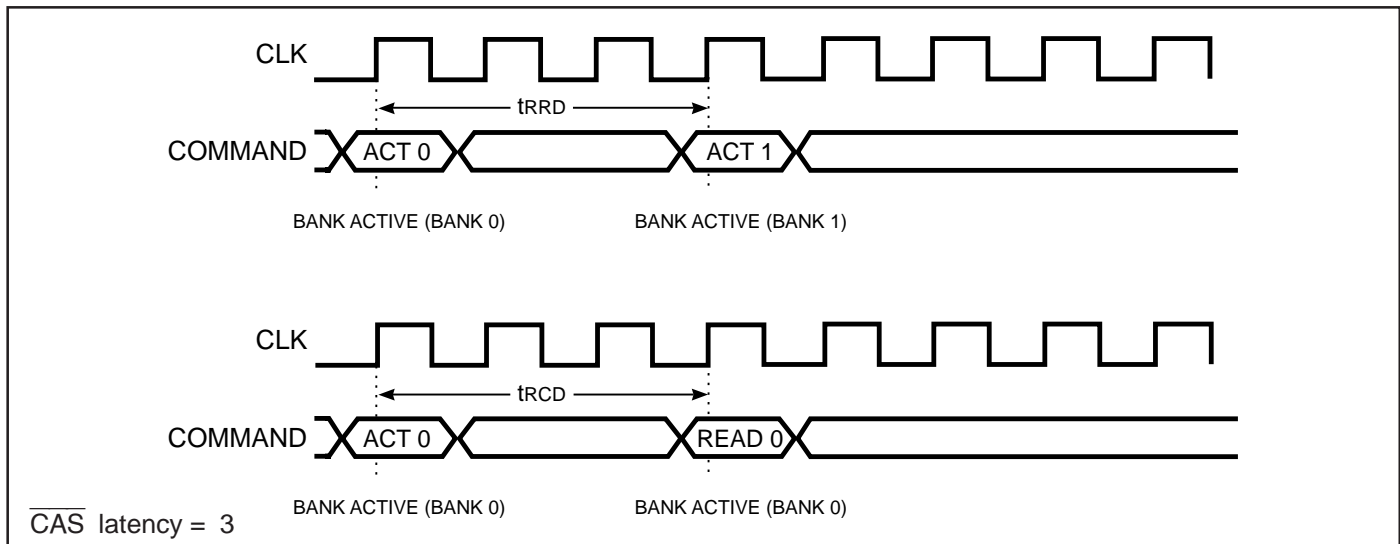 CLK
tRRD
COMMAND ACT 0 ACT 1
BANK ACTIVE (BANK 0) BANK ACTIVE (BANK 1)
CLK
tRCD
COMMAND ACT 0 READ 0
BANK ACTIVE (BANK 0) BANK ACTIVE (BANK 0)
CAS latency = 3